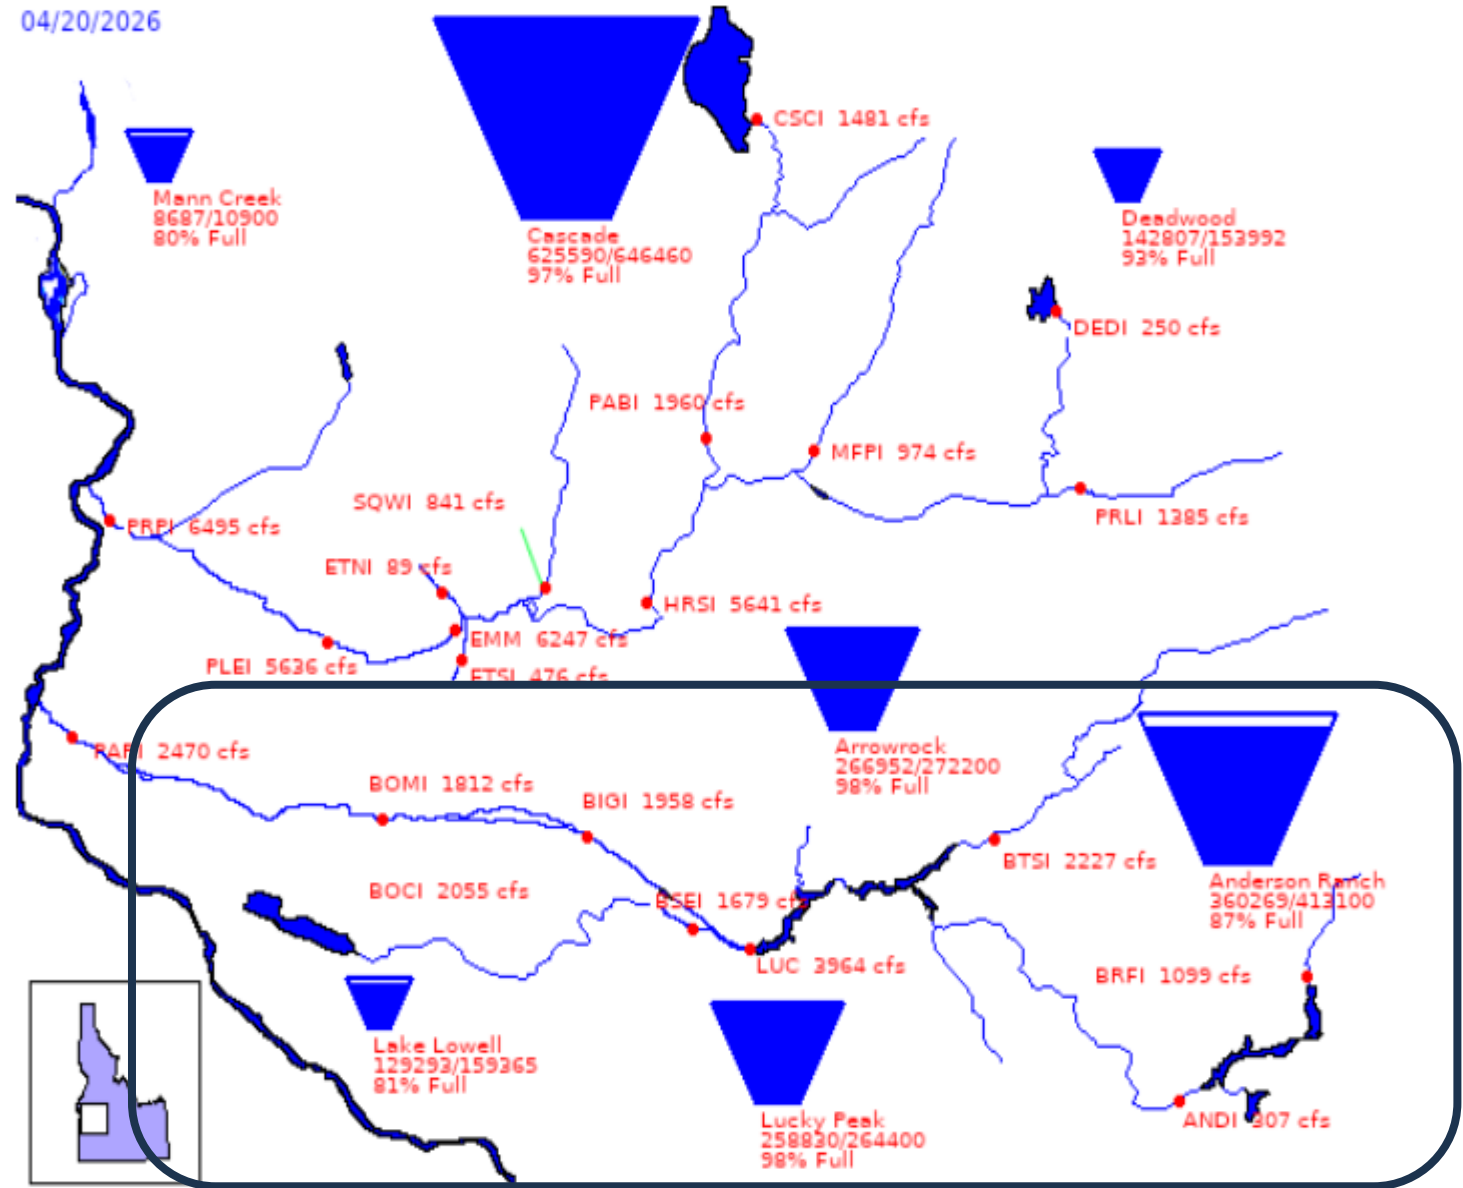 04/20/2026
CSCI 1481 cfs
Mann Creek
8687/10900
80% Full
Cascade
625590/646460
97% Full
Deadwood
142807/153992
93% Full
DEDI 250 cfs
PABI 1960 cfs
MFPI 974 cfs
SQWI 841 cfs
PRPI 6495 cfs
PRLI 1385 cfs
ETNI 89 cfs
HRSI 5641 cfs
EMM 6247 cfs
PLEI 5636 cfs
ETSI 476 cfs
PARI 2470 cfs
Arrowrock
266952/272200
98% Full
BOMI 1812 cfs
BIGI 1958 cfs
BTSI 2227 cfs
Anderson Ranch
360269/413100
87% Full
BOCI 2055 cfs
BSEI 1679 cfs
LUC 3964 cfs
BRFI 1099 cfs
Lake Lowell
129293/159365
81% Full
Lucky Peak
258830/264400
98% Full
ANDI 307 cfs